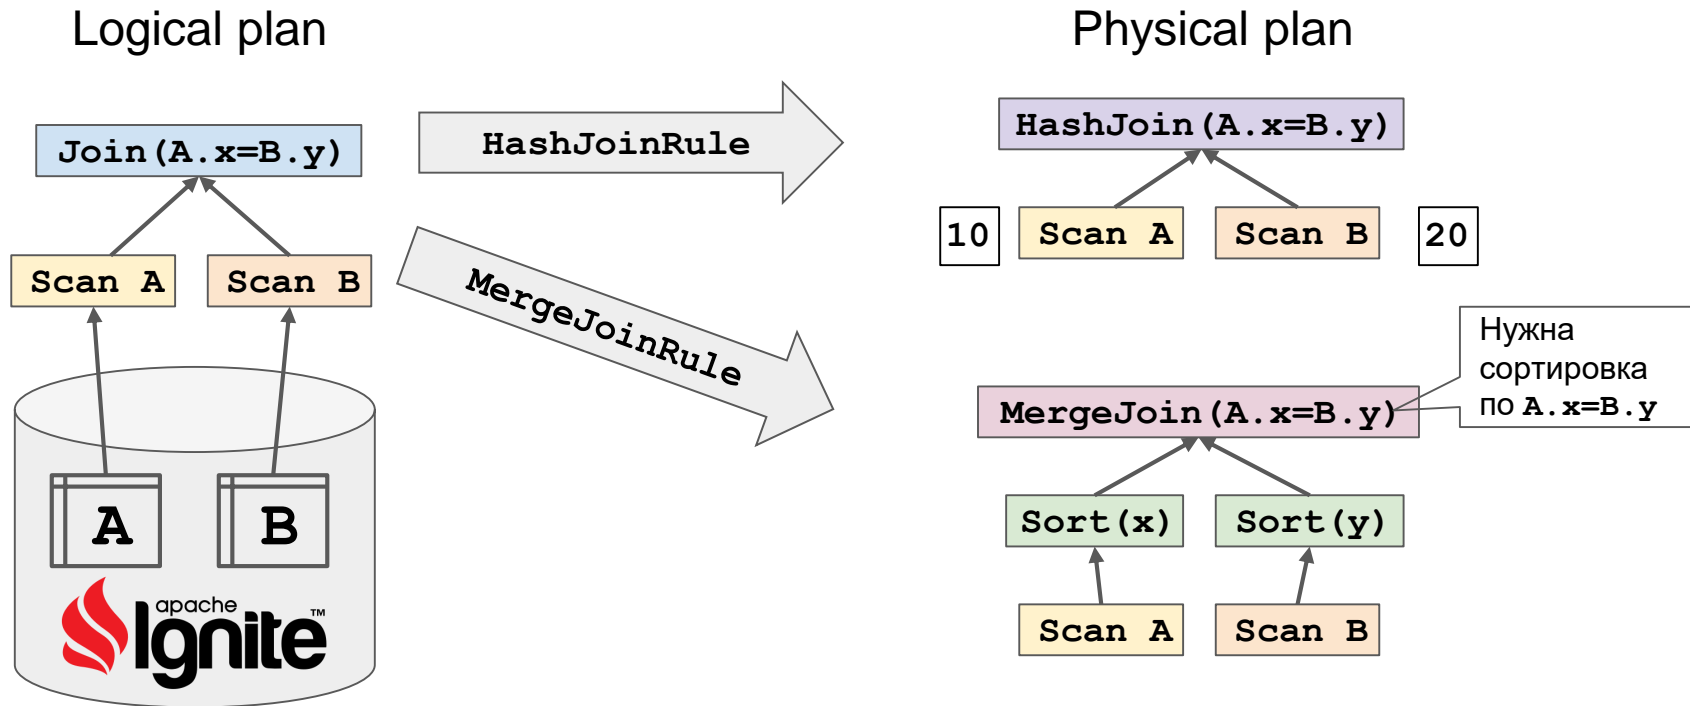 Logical plan
Physical plan
Join(A.x=B.y)
Scan A
Scan B
A
B
apache
Ignite™
HashJoinRule
MergeJoinRule
HashJoin(A.x=B.y)
10
Scan A
Scan B
20
Нужна
сортировка
по A.x=B.y
MergeJoin(A.x=B.y)
Sort(x)
Sort(y)
Scan A
Scan B